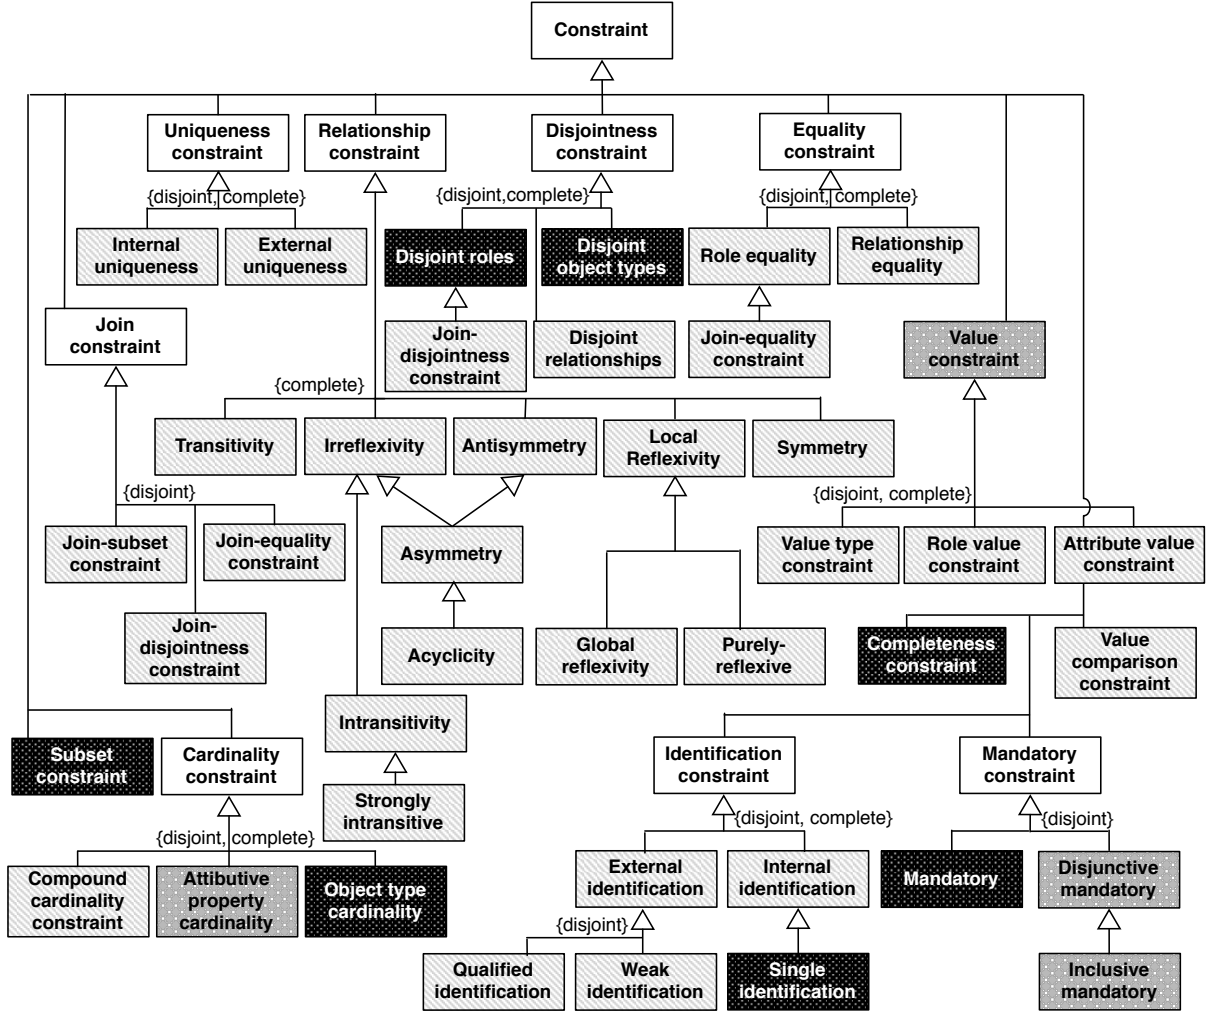 Constraint
Uniqueness
constraint
Relationship
constraint
Disjointness
constraint
Equality
constraint
{disjoint, complete}
{disjoint,complete}
{disjoint, complete}
Internal
uniqueness
External
uniqueness
Disjoint roles
Disjoint
object types
Role equality
Relationship
equality
Join
constraint
Join-
disjointness
constraint
Disjoint
relationships
Join-equality
constraint
Value
constraint
{complete}
Transitivity
Irreflexivity
Antisymmetry
Local
Reflexivity
Symmetry
{disjoint}
{disjoint, complete}
Join-subset
constraint
Join-equality
constraint
Asymmetry
Value type
constraint
Role value
constraint
Attribute value
constraint
Join-
disjointness
constraint
Acyclicity
Global
reflexivity
Purely-
reflexive
Completeness
constraint
Value
comparison
constraint
Intransitivity
Subset
constraint
Cardinality
constraint
Identification
constraint
Mandatory
constraint
Strongly
intransitive
{disjoint, complete}
{disjoint, complete}
{disjoint}
Compound
cardinality
constraint
Attibutive
property
cardinality
Object type
cardinality
External
identification
Internal
identification
Mandatory
Disjunctive
mandatory
{disjoint}
Qualified
identification
Weak
identification
Single
identification
Inclusive
mandatory